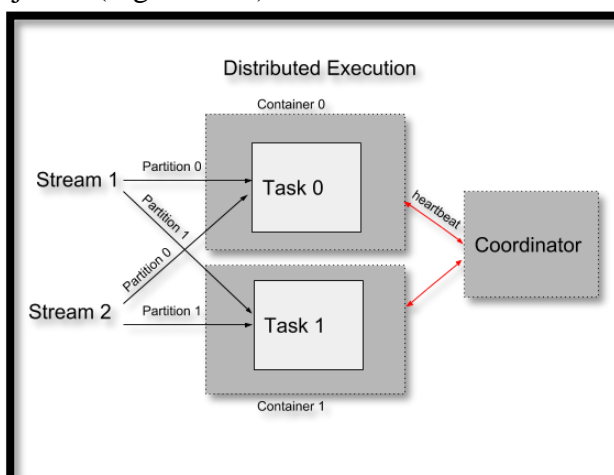 Distributed Execution
Container 0
Partition 0
Stream 1
Task 0
Partition 1
heartbeat
Coordinator
Partition 0
Stream 2
Partition 1
Task 1
Container 1